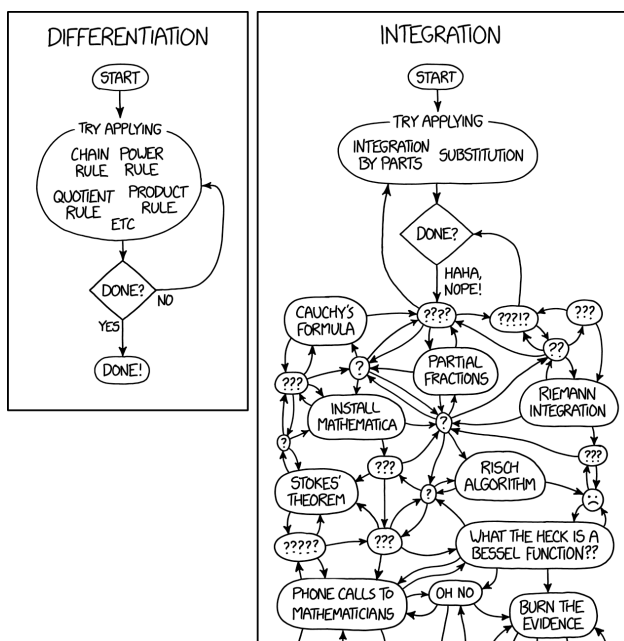 DIFFERENTIATION
START
TRY APPLYING
CHAIN RULE
POWER RULE
QUOTIENT RULE
PRODUCT RULE
ETC
DONE?
NO
YES
DONE!
INTEGRATION
START
TRY APPLYING
INTEGRATION
BY PARTS
SUBSTITUTION
DONE?
HAHA,
NOPE!
CAUCHY'S
FORMULA
????
???!?
???
??
?
PARTIAL
FRACTIONS
???
INSTALL
MATHEMATICA
RIEMANN
INTEGRATION
?
?
???
???
STOKES'
THEOREM
RISCH
ALGORITHM
?
?????
???
WHAT THE HECK IS A
BESSEL FUNCTION??
PHONE CALLS TO
MATHEMATICIANS
OH NO
BURN THE
EVIDENCE